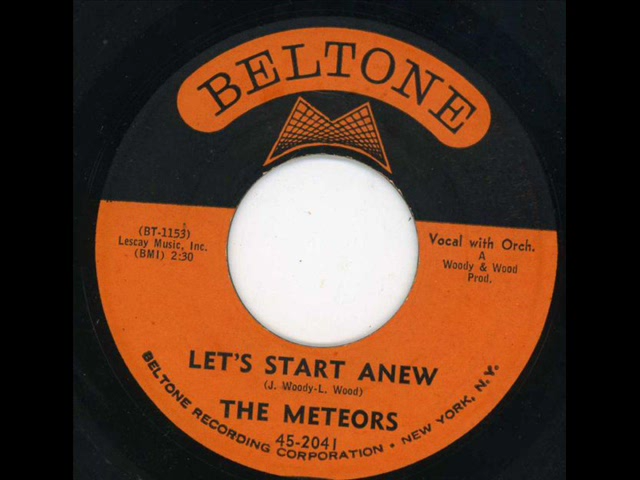 BELTONE
(BT-1153)
Lescay Music, Inc.
(BMI) 2:30
Vocal with Orch.
A
Woody & Wood
Prod.
LET'S START ANEW
(J. Woody-L. Wood)
THE METEORS
45-2041
BELTONE RECORDING CORPORATION • NEW YORK, N.Y.